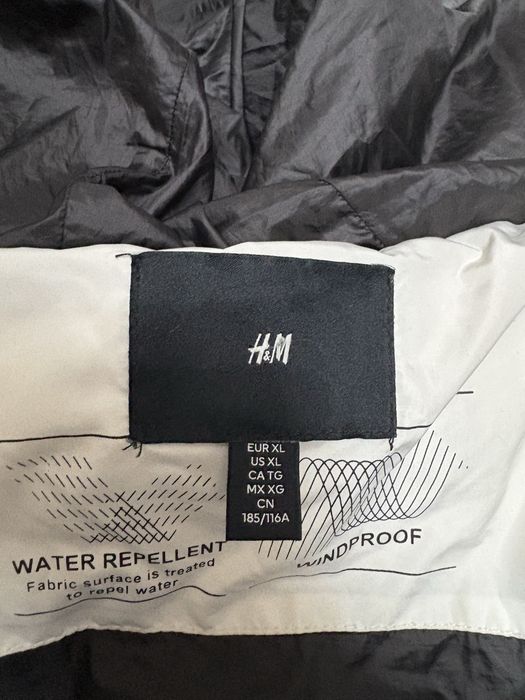 H&M
EUR XL
US XL
CA TG
MX XG
CN
185/116A
WATER REPELLENT
Fabric surface is treated
to repel water
WINDPROOF